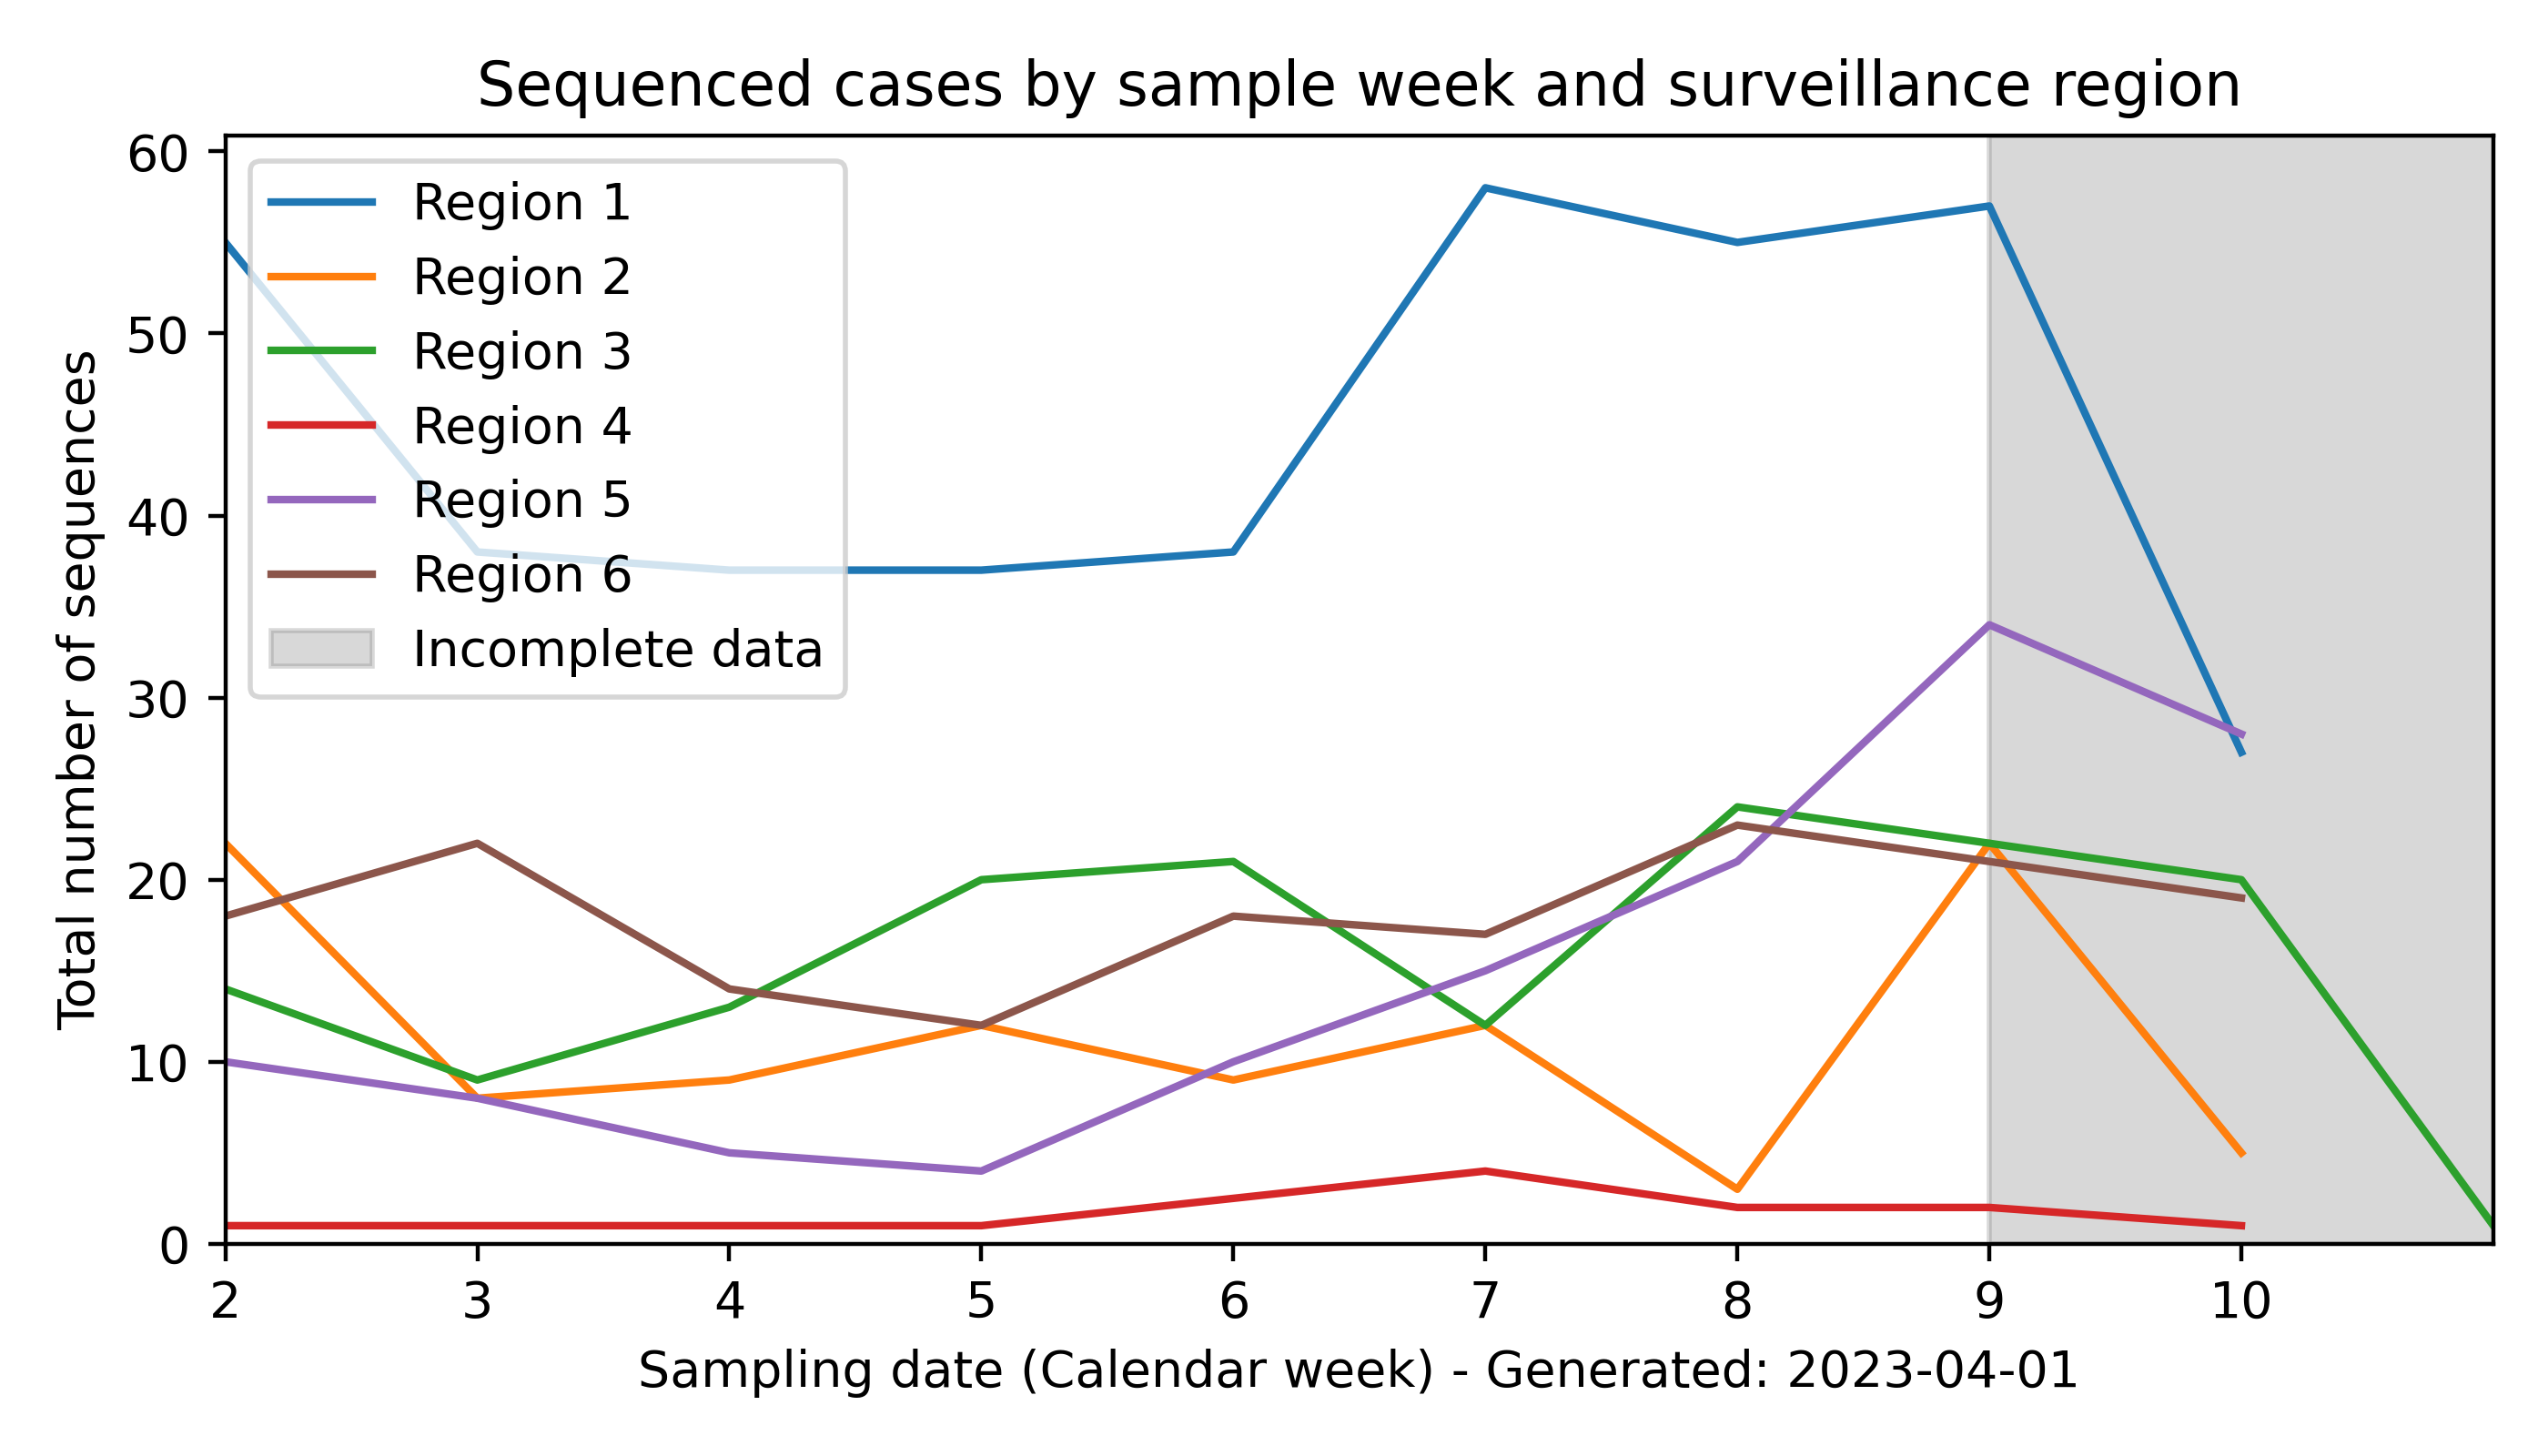 Sequenced cases by sample week and surveillance region
60
50
40
30
20
10
0
Total number of sequences
Region 1
Region 2
Region 3
Region 4
Region 5
Region 6
Incomplete data
2 3 4 5 6 7 8 9 10
Sampling date (Calendar week) - Generated: 2023-04-01